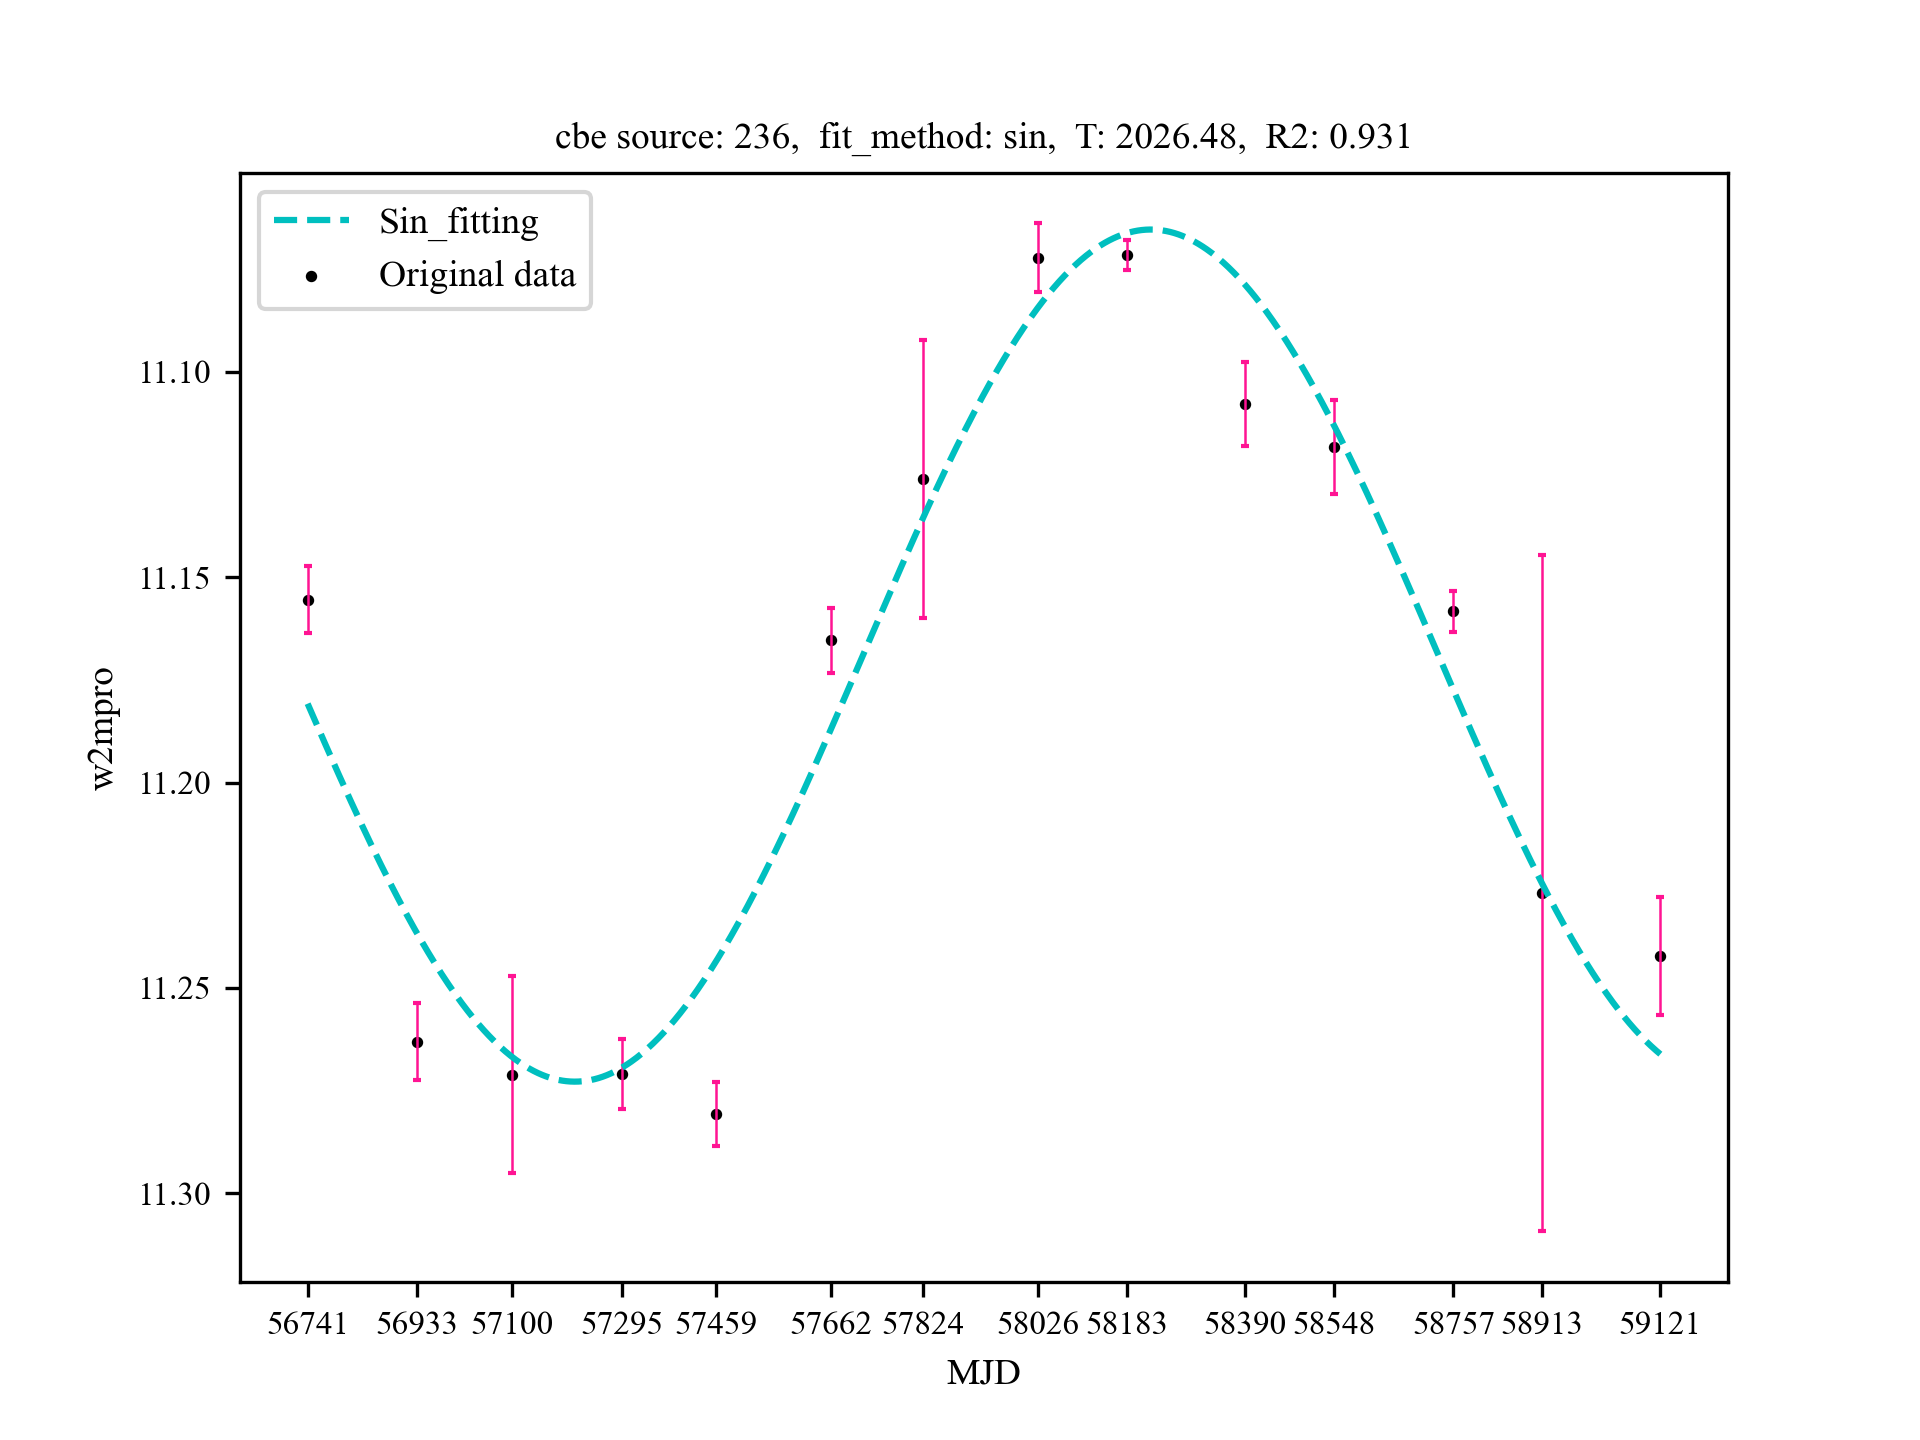 cbe source: 236,  fit_method: sin,  T: 2026.48,  R2: 0.931
Sin_fitting
Original data
w2mpro
11.10
11.15
11.20
11.25
11.30
56741 56933 57100 57295 57459 57662 57824 58026 58183 58390 58548 58757 58913 59121
MJD